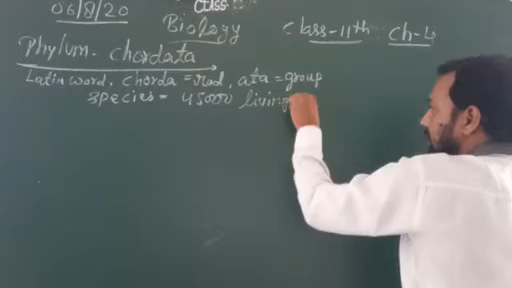 06/8/20 CLASS
Biology Class-11th Ch-4
Phylum- Chordata
Latin word, chorda = rod, ata = group
Species = 45000 living